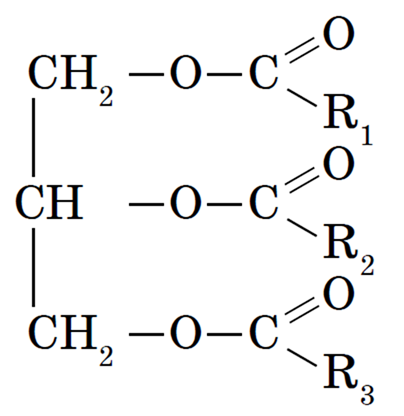 O
CH₂ — O — C
R₁
O
CH — O — C
R₂
O
CH₂ — O — C
R₃